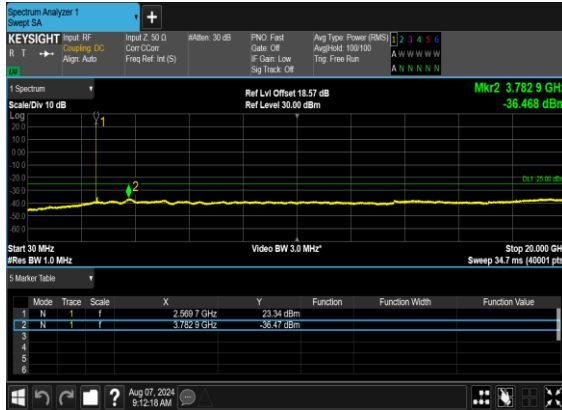 Spectrum Analyzer 1
Swept SA
+
KEYSIGHT
R T
Input: RF
Coupling: DC
Align: Auto
Input Z: 50 Ω
Corr CCorr
Freq Ref: Int (S)
#Atten: 30 dB
PNO: Fast
Gate: Off
IF Gain: Low
Sig Track: Off
Avg Type: Power (RMS)
Avg|Hold: 100/100
Trig: Free Run
1 2 3 4 5 6
A W W W W W
A N N N N N
1 Spectrum
Scale/Div 10 dB
Ref Lvl Offset 18.57 dB
Ref Level 30.00 dBm
Mkr2 3.782 9 GHz
-36.468 dBm
Log
20.0
10.0
0.00
-10.0
-20.0
-30.0
-40.0
-50.0
-60.0
1
2
DL1 -25.00 dBm
Start 30 MHz
#Res BW 1.0 MHz
Video BW 3.0 MHz*
Stop 20.000 GHz
Sweep 34.7 ms (40001 pts)
5 Marker Table
Mode Trace Scale X Y Function Function Width Function Value
1 N 1 f 2.569 7 GHz 23.34 dBm
2 N 1 f 3.782 9 GHz -36.47 dBm
3
4
5
6
?
Aug 07, 2024
9:12:18 AM